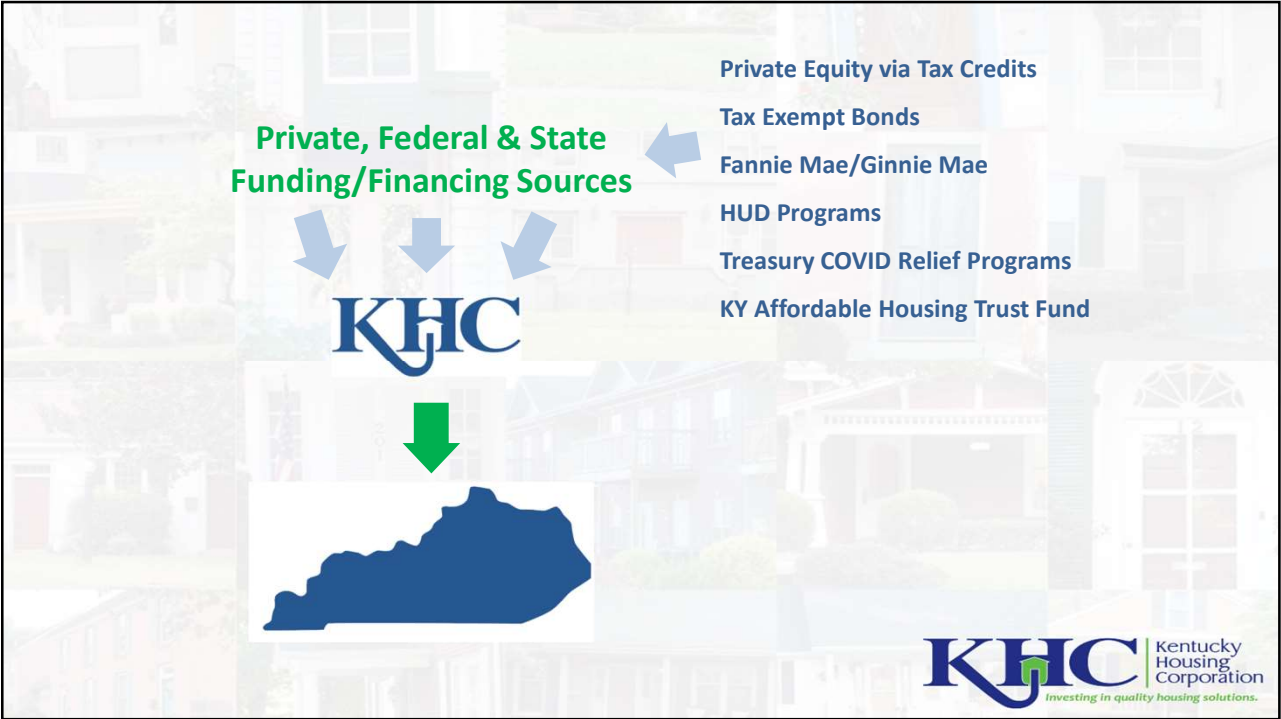 Private, Federal & State
Funding/Financing Sources
Private Equity via Tax Credits
Tax Exempt Bonds
Fannie Mae/Ginnie Mae
HUD Programs
Treasury COVID Relief Programs
KY Affordable Housing Trust Fund
KHC
KHC
Kentucky
Housing
Corporation
Investing in quality housing solutions.